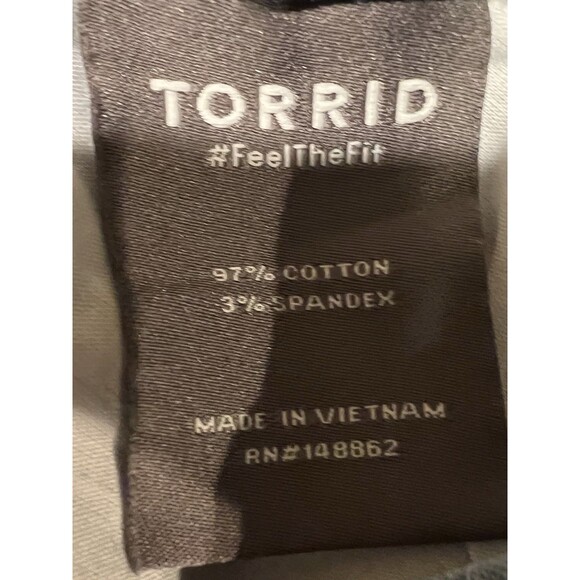 TORRID
#FeelTheFit
97% COTTON
3% SPANDEX
MADE IN VIETNAM
RN#148862